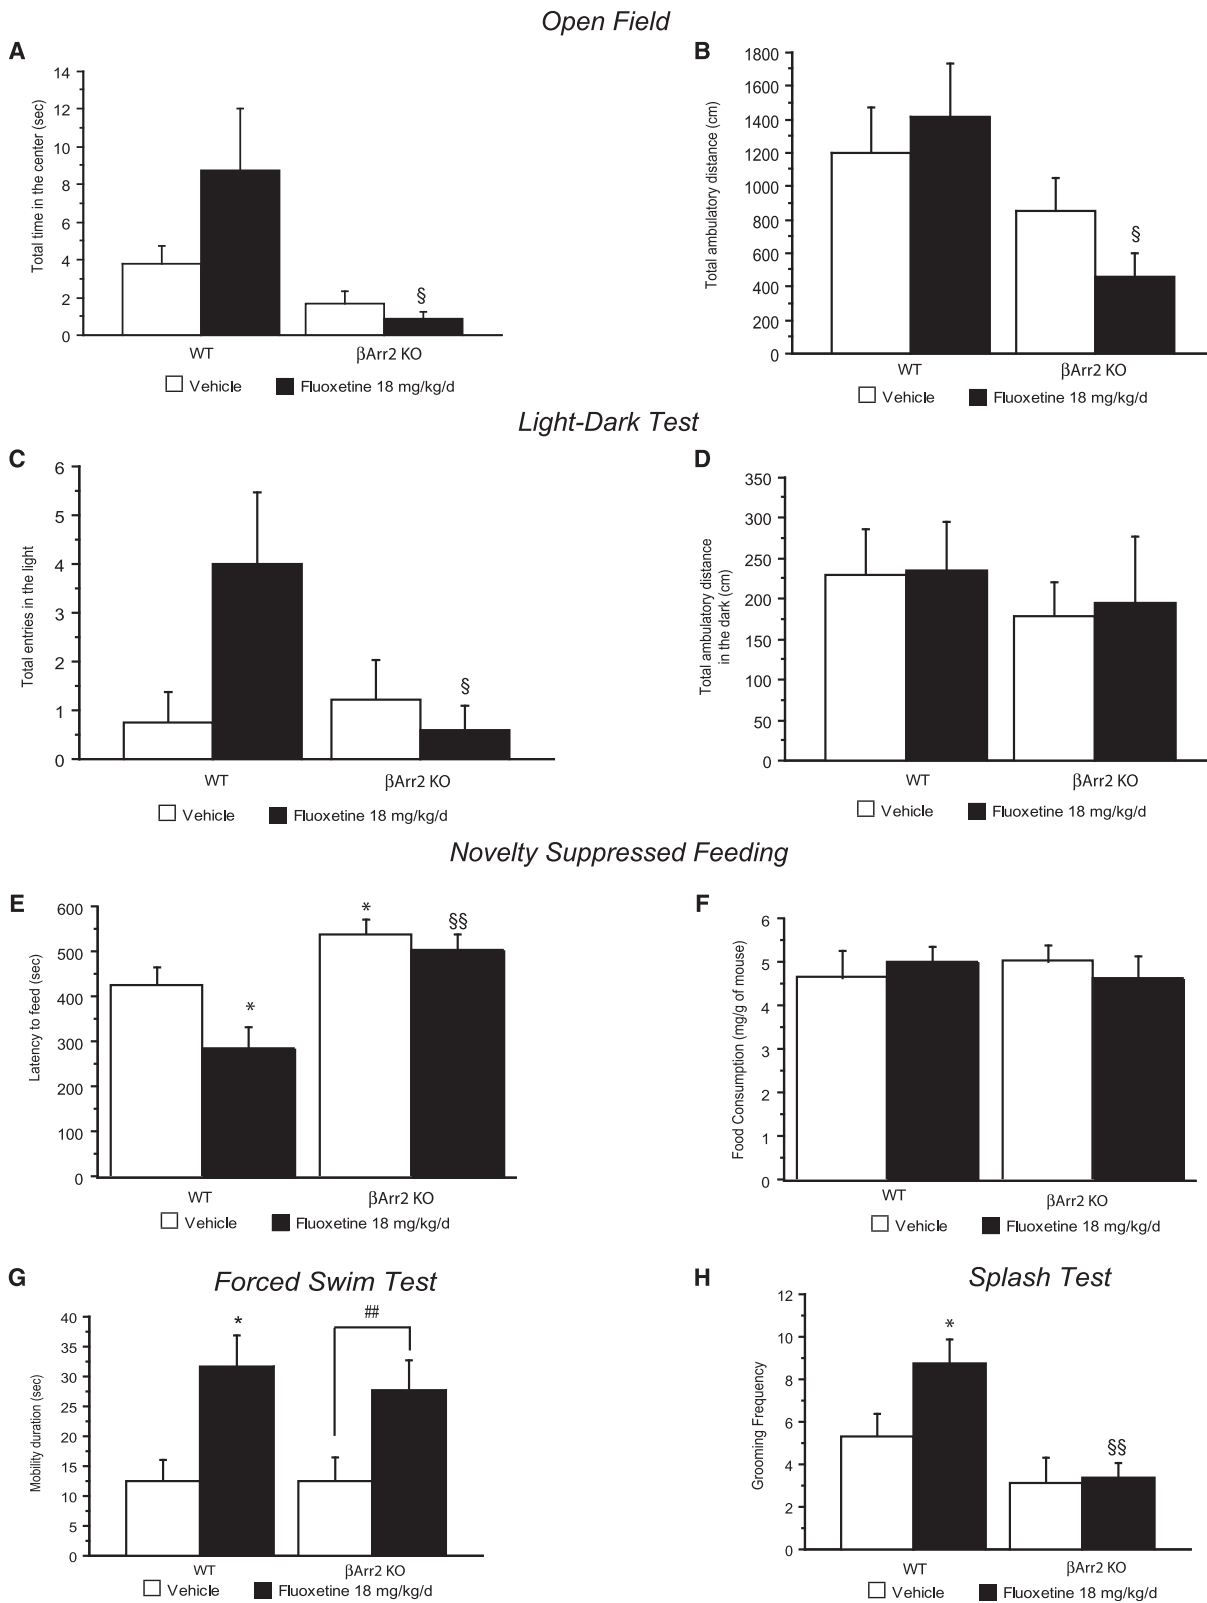 Open Field
A
Total time in the center (sec)
14
12
10
8
6
4
2
0
§
WT
βArr2 KO
Vehicle
Fluoxetine 18 mg/kg/d
B
Total ambulatory distance (cm)
1800
1600
1400
1200
1000
800
600
400
200
0
§
WT
βArr2 KO
Vehicle
Fluoxetine 18 mg/kg/d
Light-Dark Test
C
Total entries in the light
6
5
4
3
2
1
0
§
WT
βArr2 KO
Vehicle
Fluoxetine 18 mg/kg/d
D
Total ambulatory distance
in the dark (cm)
350
300
250
200
150
100
50
0
WT
βArr2 KO
Vehicle
Fluoxetine 18 mg/kg/d
Novelty Suppressed Feeding
E
Latency to feed (sec)
600
500
400
300
200
100
0
*
*
§§
WT
βArr2 KO
Vehicle
Fluoxetine 18 mg/kg/d
F
Food Consumption (mg/g of mouse)
6
5
4
3
2
1
0
WT
βArr2 KO
Vehicle
Fluoxetine 18 mg/kg/d
G
Forced Swim Test
Mobility duration (sec)
40
35
30
25
20
15
10
5
0
*
##
WT
βArr2 KO
Vehicle
Fluoxetine 18 mg/kg/d
H
Splash Test
Grooming Frequency
12
10
8
6
4
2
0
*
§§
WT
βArr2 KO
Vehicle
Fluoxetine 18 mg/kg/d